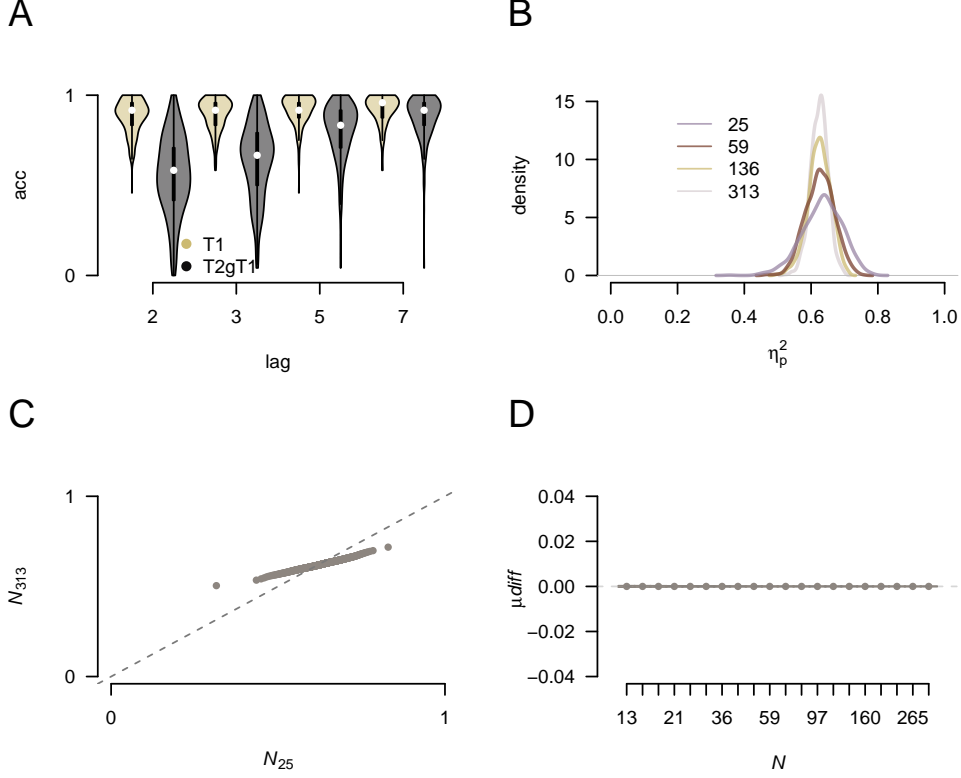 A
acc
1
0
T1
T2gT1
2 3 5 7
lag
B
density
15
10
5
0
25
59
136
313
0.0 0.2 0.4 0.6 0.8 1.0
η²ₚ
C
N₃₁₃
1
0
0 1
N₂₅
D
μdiff
0.04
0.02
0.00
−0.02
−0.04
13 21 36 59 97 160 265
N